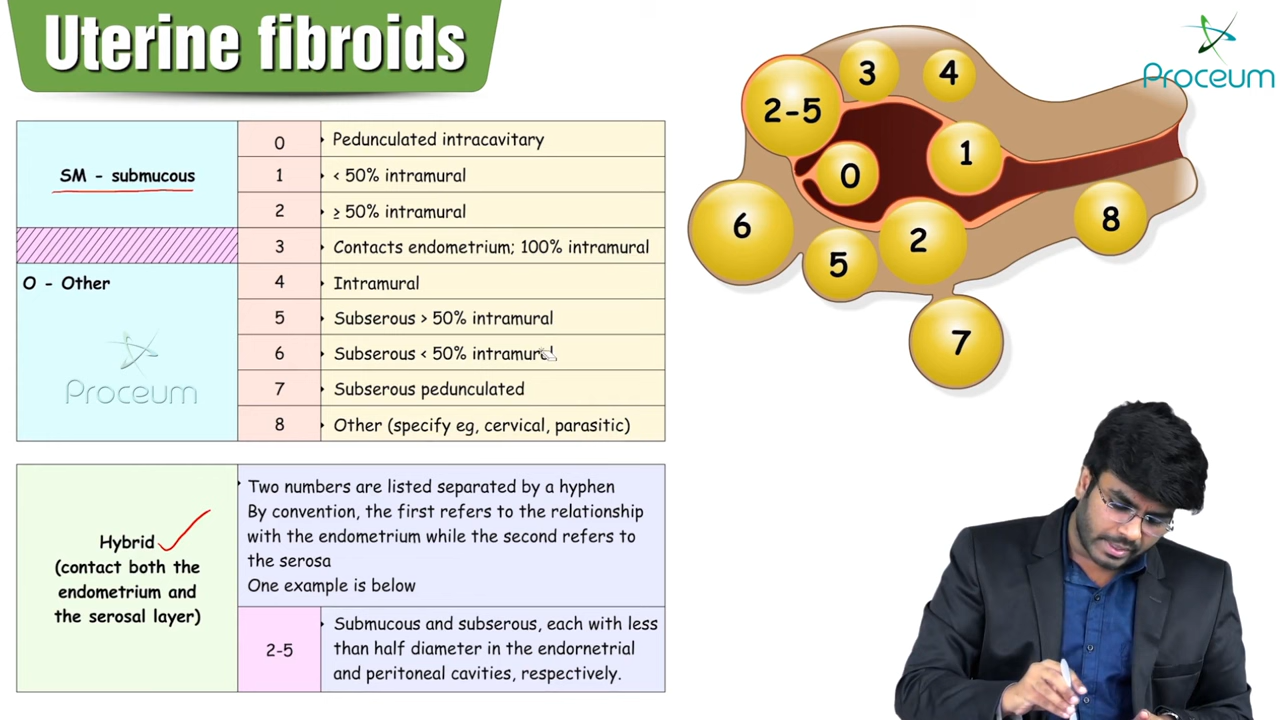 Uterine fibroids
Proceum
SM - submucous
0
Pedunculated intracavitary
1
< 50% intramural
2
≥ 50% intramural
3
Contacts endometrium; 100% intramural
O - Other
4
Intramural
5
Subserous > 50% intramural
6
Subserous < 50% intramural
7
Subserous pedunculated
8
Other (specify eg, cervical, parasitic)
Proceum
Hybrid
(contact both the
endometrium and
the serosal layer)
Two numbers are listed separated by a hyphen
By convention, the first refers to the relationship
with the endometrium while the second refers to
the serosa
One example is below
2-5
Submucous and subserous, each with less
than half diameter in the endornetrial
and peritoneal cavities, respectively.
3
4
2-5
1
0
6
8
2
5
7